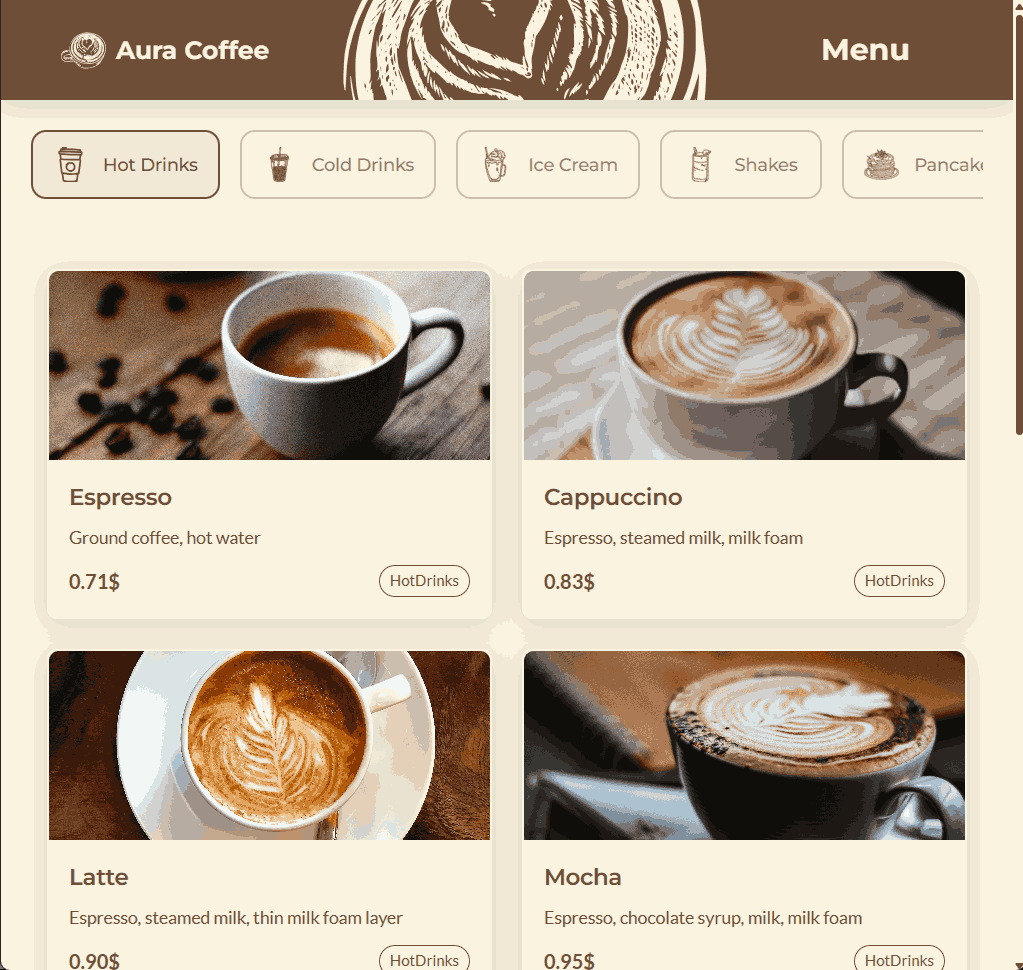 Aura Coffee
Menu
Hot Drinks
Cold Drinks
Ice Cream
Shakes
Espresso
Ground coffee, hot water
0.71$
HotDrinks
Cappuccino
Espresso, steamed milk, milk foam
0.83$
HotDrinks
Latte
Espresso, steamed milk, thin milk foam layer
0.90$
HotDrinks
Mocha
Espresso, chocolate syrup, milk, milk foam
0.95$
HotDrinks